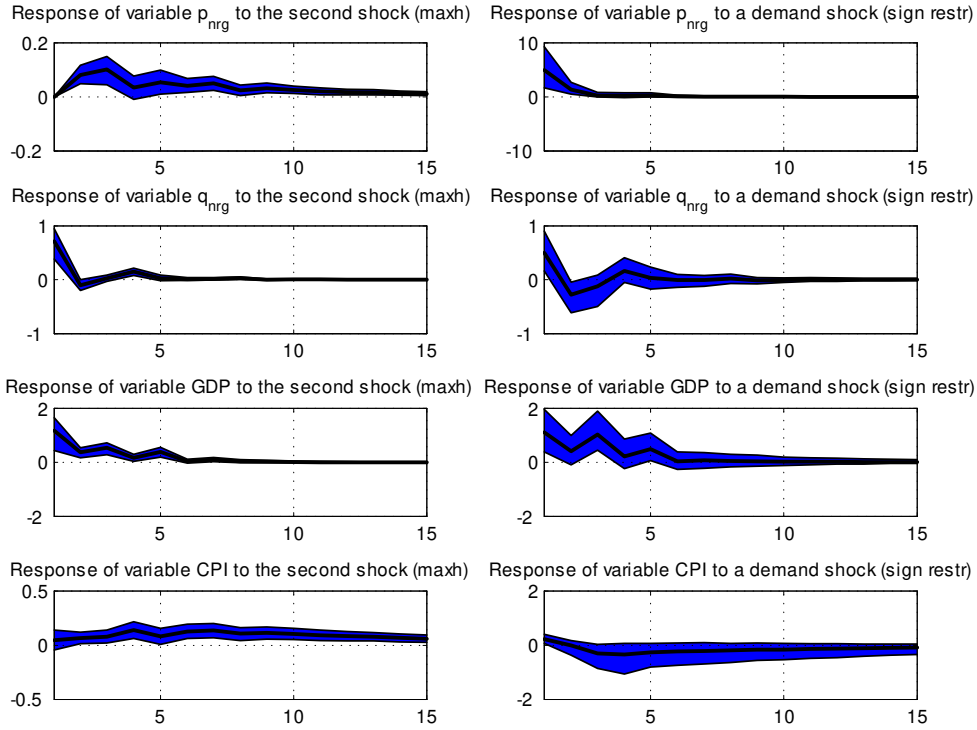 Response of variable p_nrg to the second shock (maxh)
0.2
0
-0.2
5 10 15
Response of variable p_nrg to a demand shock (sign restr)
10
0
-10
5 10 15
Response of variable q_nrg to the second shock (maxh)
1
0
-1
5 10 15
Response of variable q_nrg to a demand shock (sign restr)
1
0
-1
5 10 15
Response of variable GDP to the second shock (maxh)
2
0
-2
5 10 15
Response of variable GDP to a demand shock (sign restr)
2
0
-2
5 10 15
Response of variable CPI to the second shock (maxh)
0.5
0
-0.5
5 10 15
Response of variable CPI to a demand shock (sign restr)
2
0
-2
5 10 15